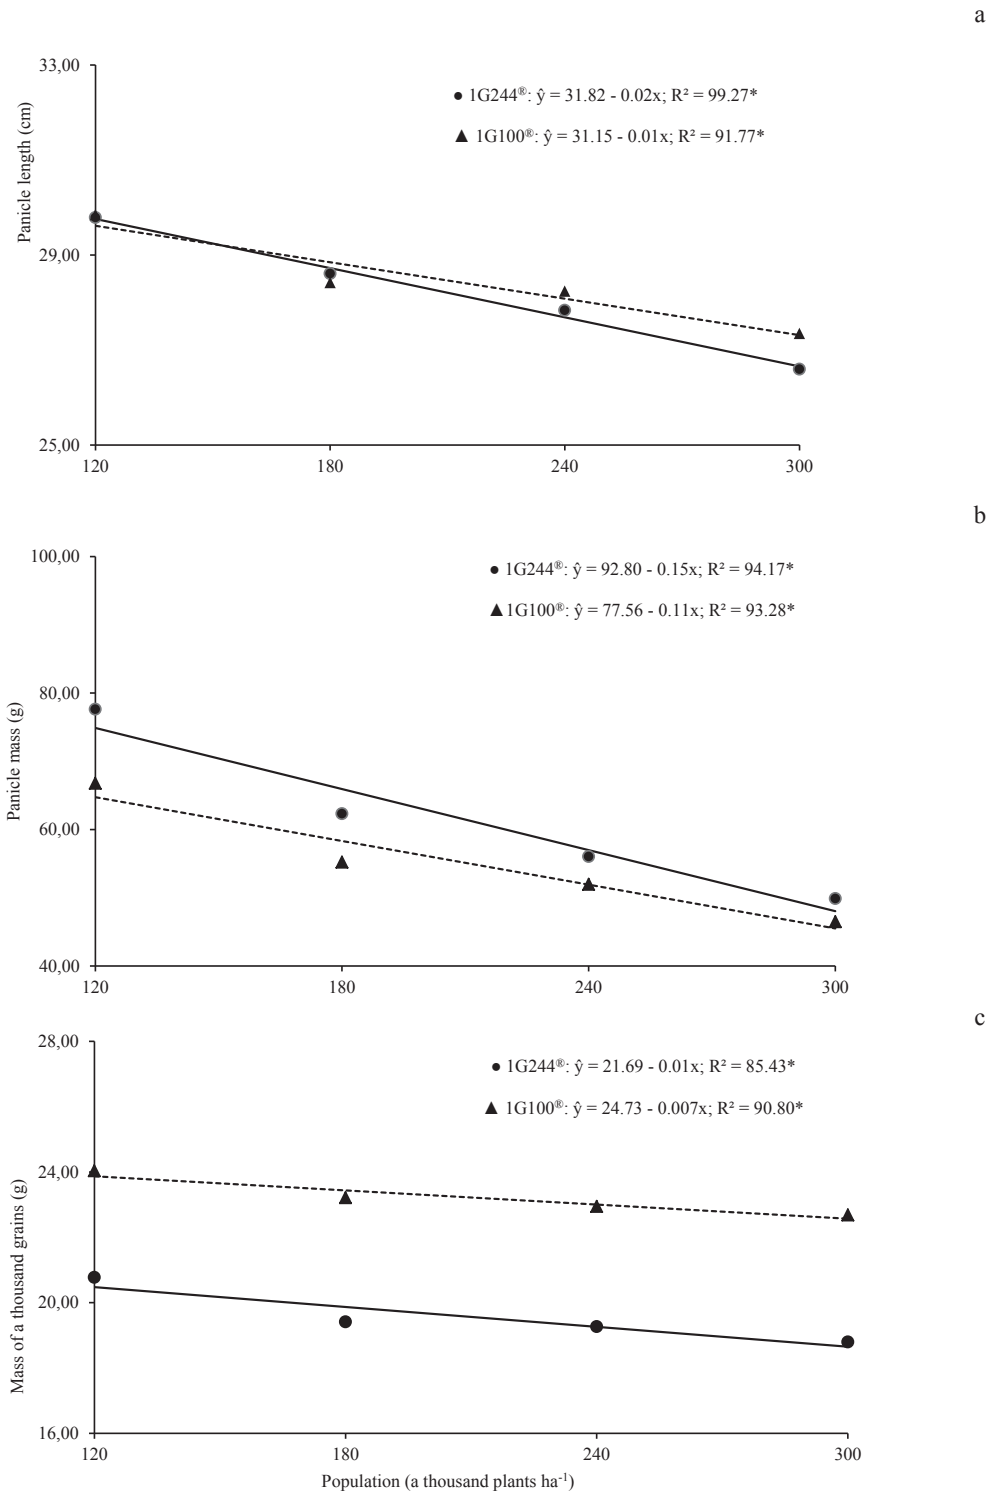 a
33,00
● 1G244®: ŷ = 31.82 - 0.02x; R² = 99.27*
▲ 1G100®: ŷ = 31.15 - 0.01x; R² = 91.77*
Panicle length (cm)
29,00
25,00
120 180 240 300
b
100,00
● 1G244®: ŷ = 92.80 - 0.15x; R² = 94.17*
▲ 1G100®: ŷ = 77.56 - 0.11x; R² = 93.28*
80,00
Panicle mass (g)
60,00
40,00
120 180 240 300
c
28,00
● 1G244®: ŷ = 21.69 - 0.01x; R² = 85.43*
▲ 1G100®: ŷ = 24.73 - 0.007x; R² = 90.80*
24,00
Mass of a thousand grains (g)
20,00
16,00
120 180 240 300
Population (a thousand plants ha⁻¹)